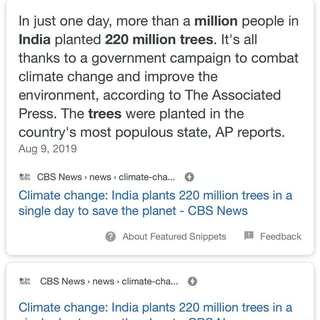 In just one day, more than a million people in
India planted 220 million trees. It's all
thanks to a government campaign to combat
climate change and improve the
environment, according to The Associated
Press. The trees were planted in the
country's most populous state, AP reports.
Aug 9, 2019
CBS News › news › climate-cha...
Climate change: India plants 220 million trees in a
single day to save the planet - CBS News
About Featured Snippets
Feedback
CBS News › news › climate-cha...
Climate change: India plants 220 million trees in a